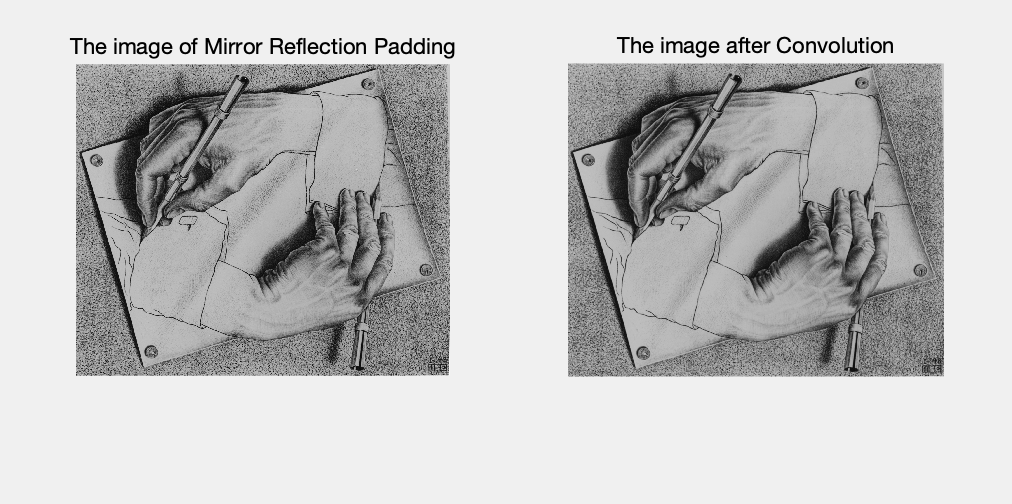 The image of Mirror Reflection Padding
The image after Convolution